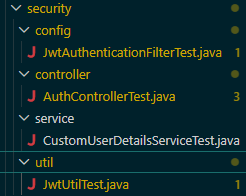 security
config
JwtAuthenticationFilterTest.java 1
controller
AuthControllerTest.java 3
service
CustomUserDetailsServiceTest.java
util
JwtUtilTest.java 1